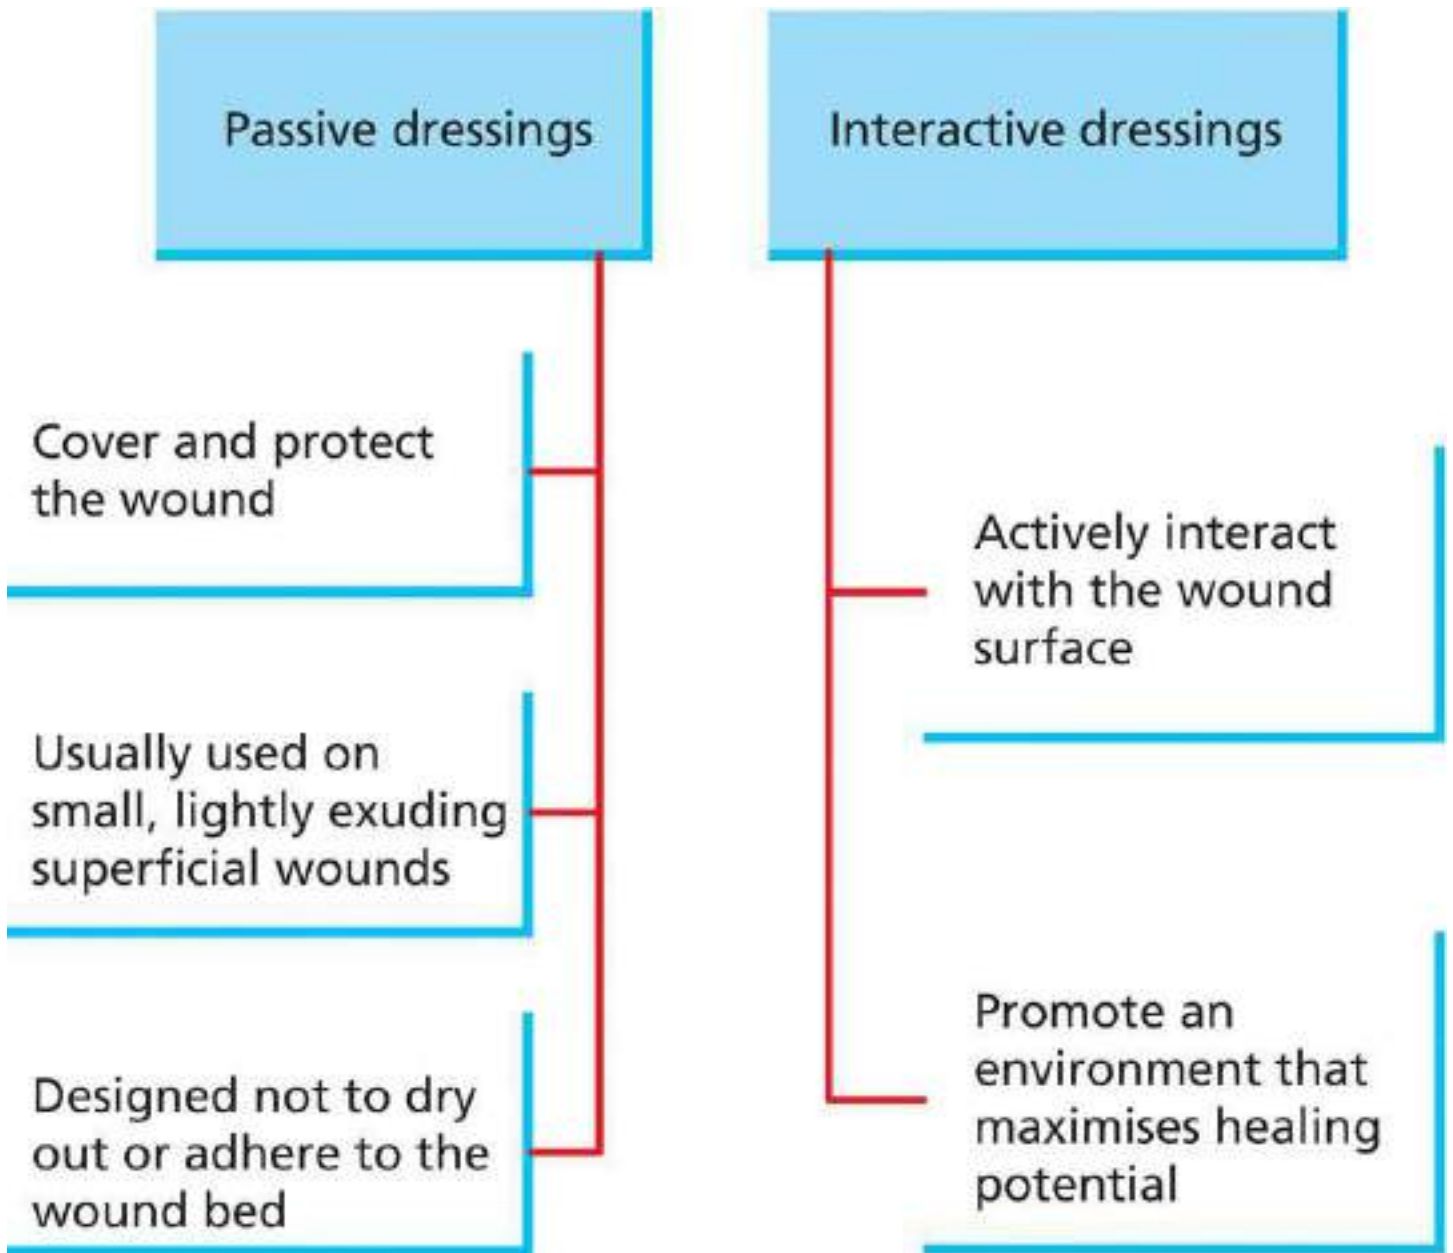 Passive dressings
Cover and protect
the wound
Usually used on
small, lightly exuding
superficial wounds
Designed not to dry
out or adhere to the
wound bed
Interactive dressings
Actively interact
with the wound
surface
Promote an
environment that
maximises healing
potential